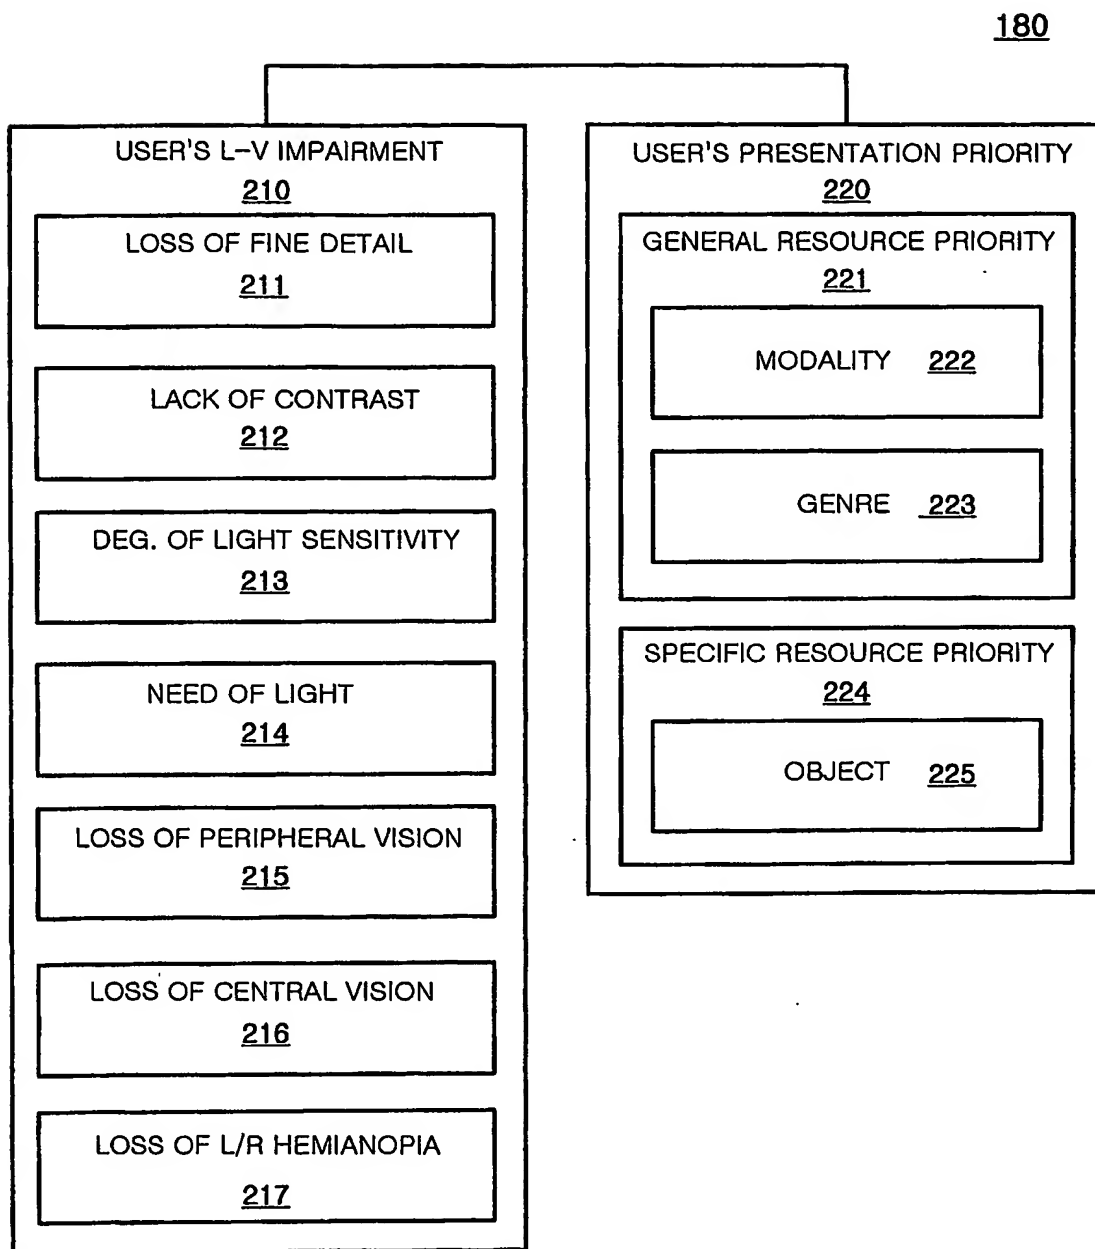 180
USER'S L-V IMPAIRMENT
210
LOSS OF FINE DETAIL
211
LACK OF CONTRAST
212
DEG. OF LIGHT SENSITIVITY
213
NEED OF LIGHT
214
LOSS OF PERIPHERAL VISION
215
LOSS OF CENTRAL VISION
216
LOSS OF L/R HEMIANOPIA
217
USER'S PRESENTATION PRIORITY
220
GENERAL RESOURCE PRIORITY
221
MODALITY 222
GENRE 223
SPECIFIC RESOURCE PRIORITY
224
OBJECT 225